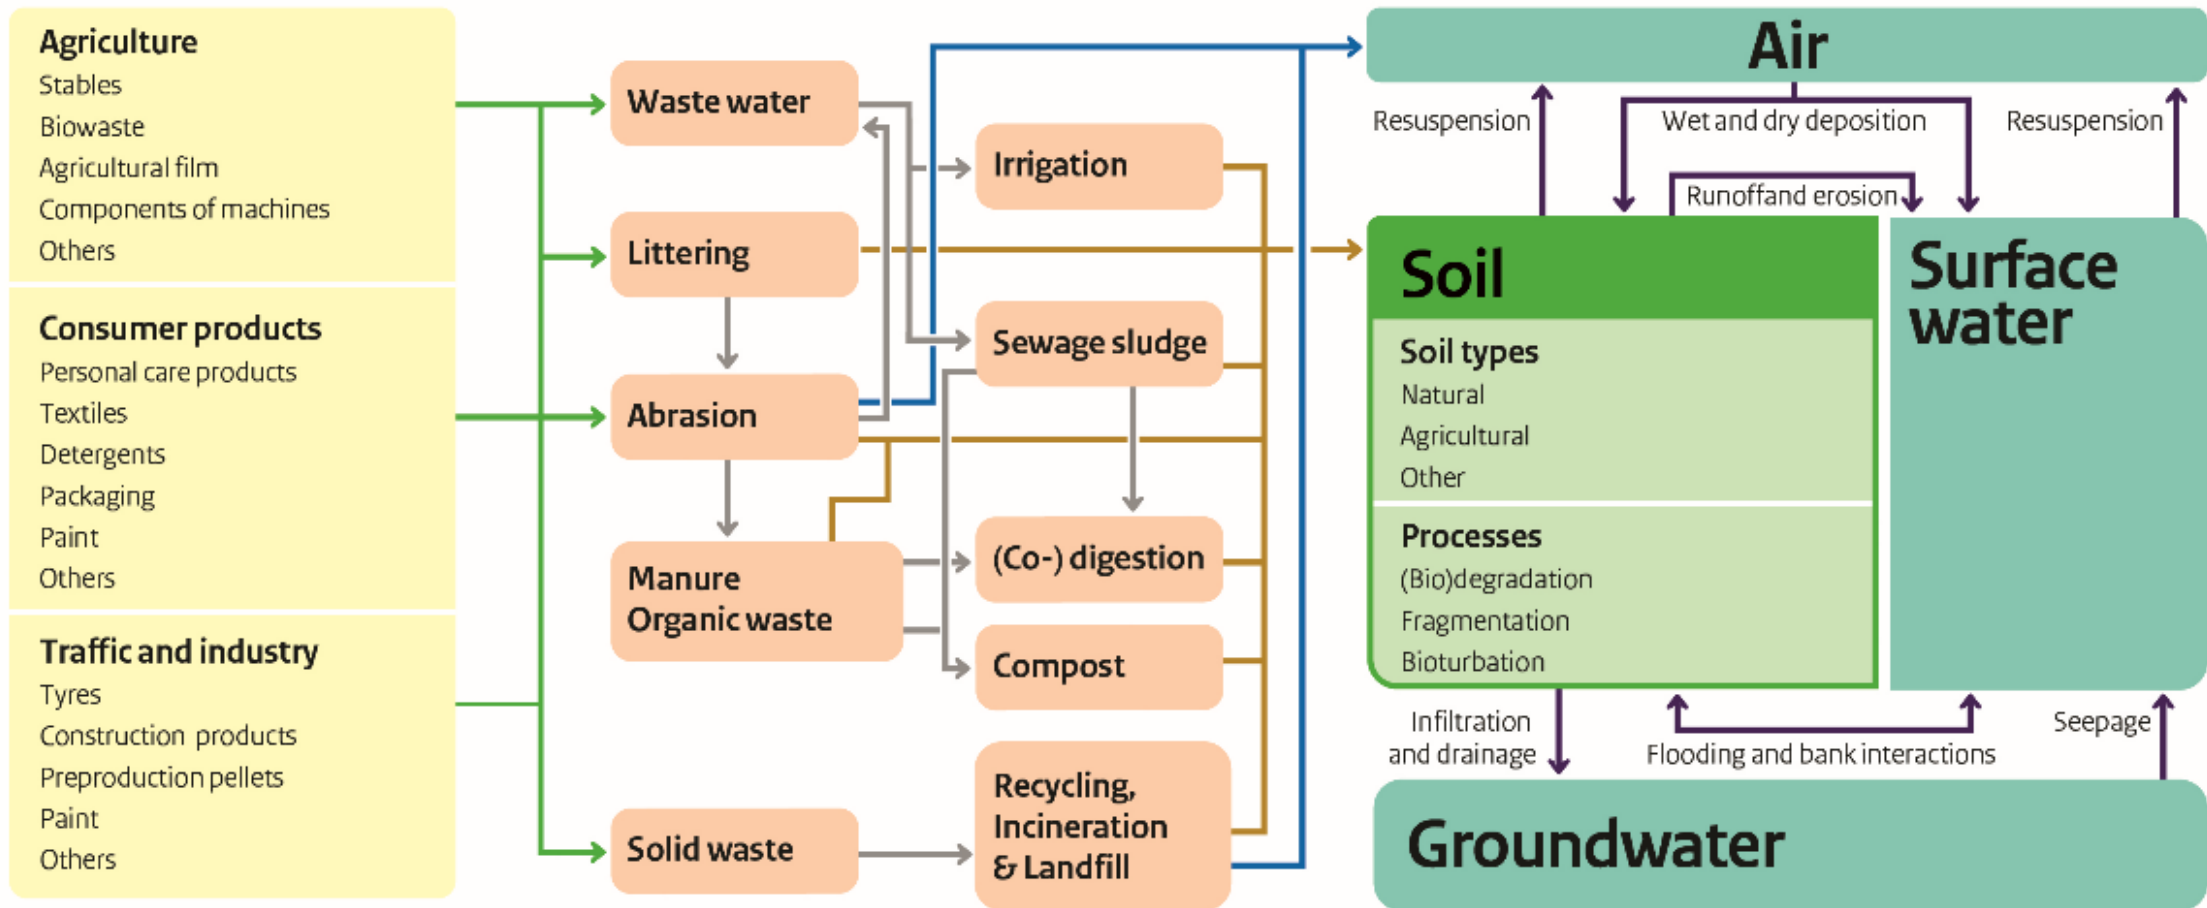 Agriculture
Stables
Biowaste
Agricultural film
Components of machines
Others
Consumer products
Personal care products
Textiles
Detergents
Packaging
Paint
Others
Traffic and industry
Tyres
Construction products
Preproduction pellets
Paint
Others
Waste water
Littering
Abrasion
Manure
Organic waste
Solid waste
Irrigation
Sewage sludge
(Co-) digestion
Compost
Recycling,
Incineration
& Landfill
Air
Resuspension
Wet and dry deposition
Resuspension
Runoffand erosion
Soil
Soil types
Natural
Agricultural
Other
Processes
(Bio)degradation
Fragmentation
Bioturbation
Surface
water
Infiltration
and drainage
Flooding and bank interactions
Seepage
Groundwater